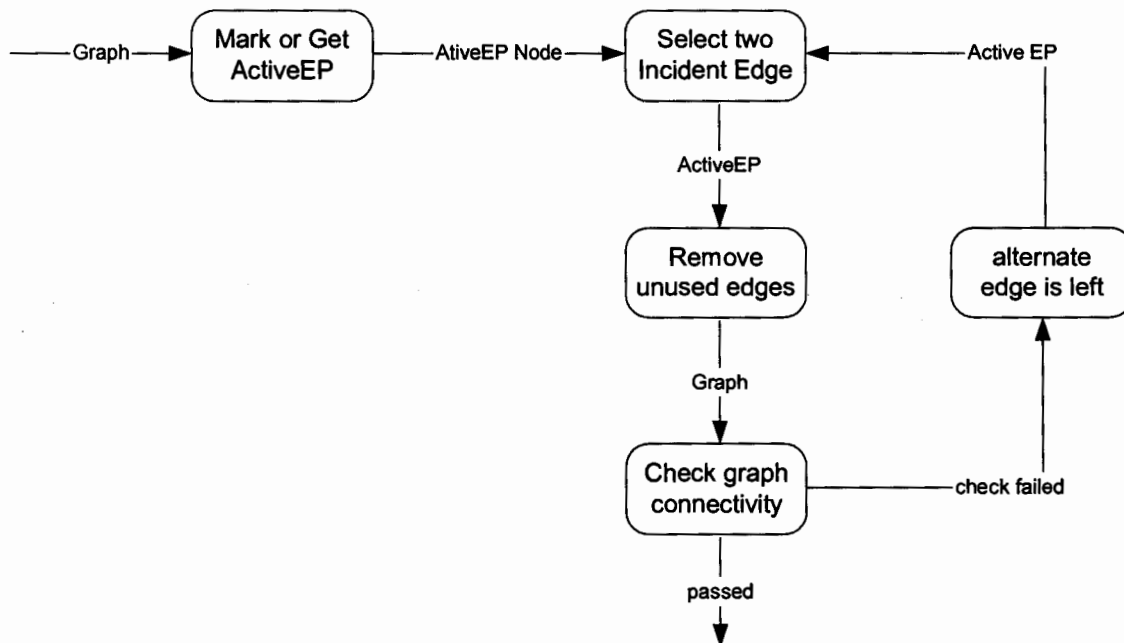 Graph
Mark or Get
ActiveEP
AtiveEP Node
Select two
Incident Edge
Active EP
ActiveEP
Remove
unused edges
alternate
edge is left
Graph
Check graph
connectivity
check failed
passed